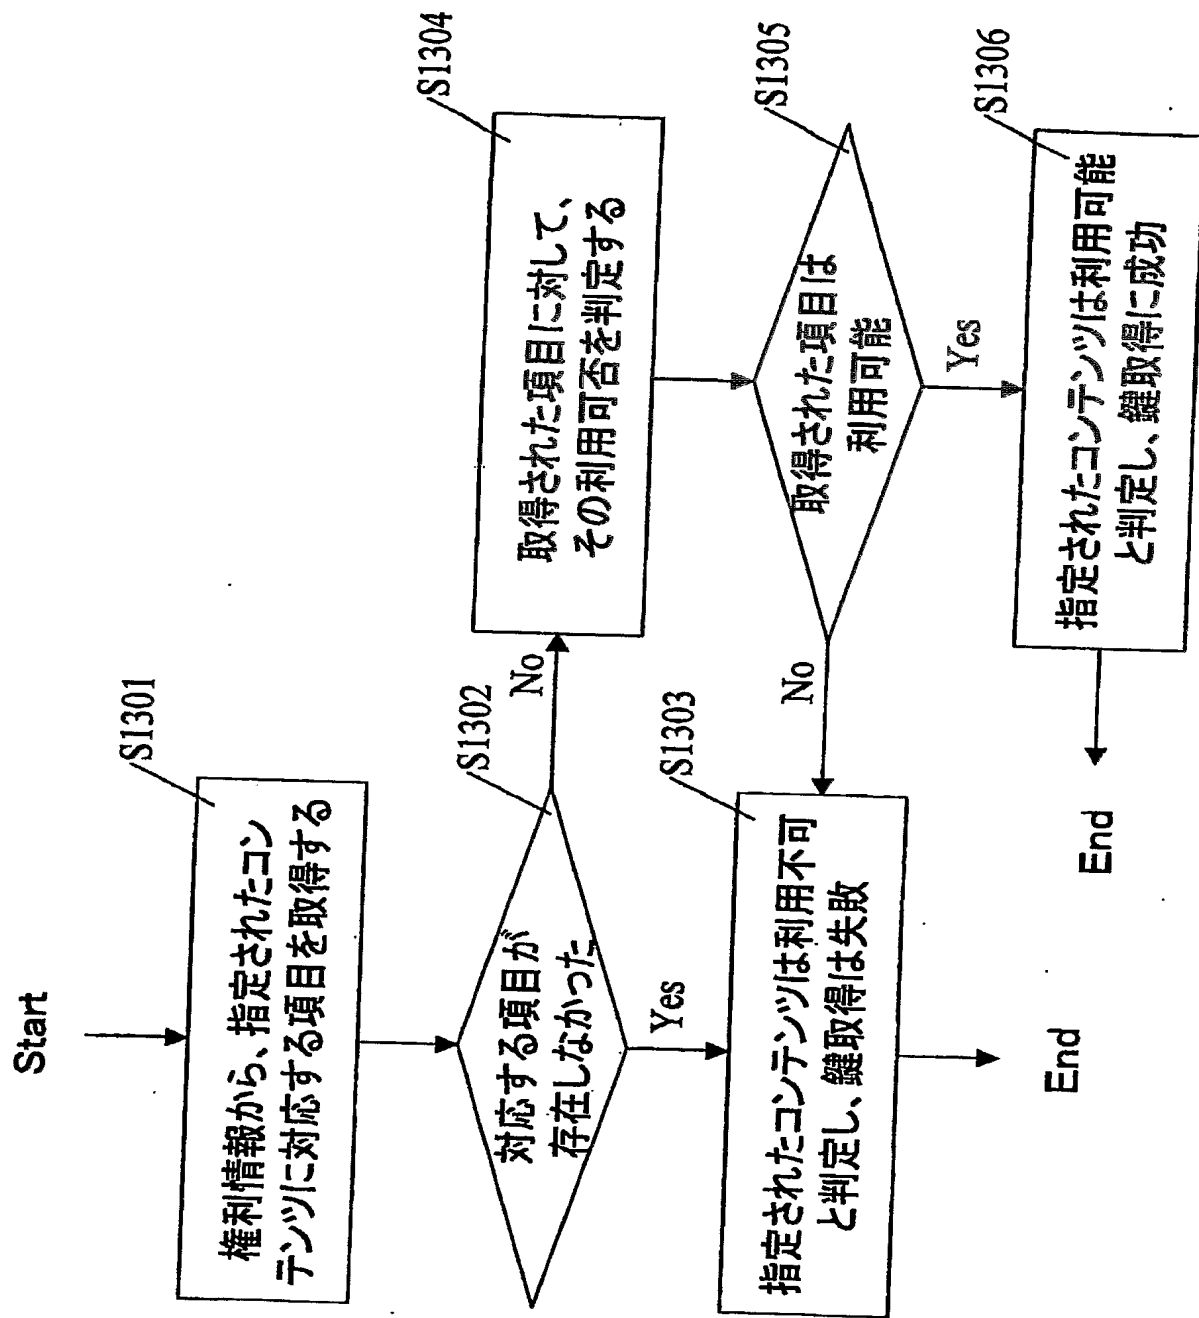 Start
S1301
権利情報から、指定されたコン
テンツに対応する項目を取得する
S1302
対応する項目が
存在しなかった
No
Yes
S1303
指定されたコンテンツは利用不可
と判定し、鍵取得は失敗
End
S1304
取得された項目に対して、
その利用可否を判定する
S1305
取得された項目は
利用可能
No
Yes
S1306
指定されたコンテンツは利用可能
と判定し、鍵取得に成功
End